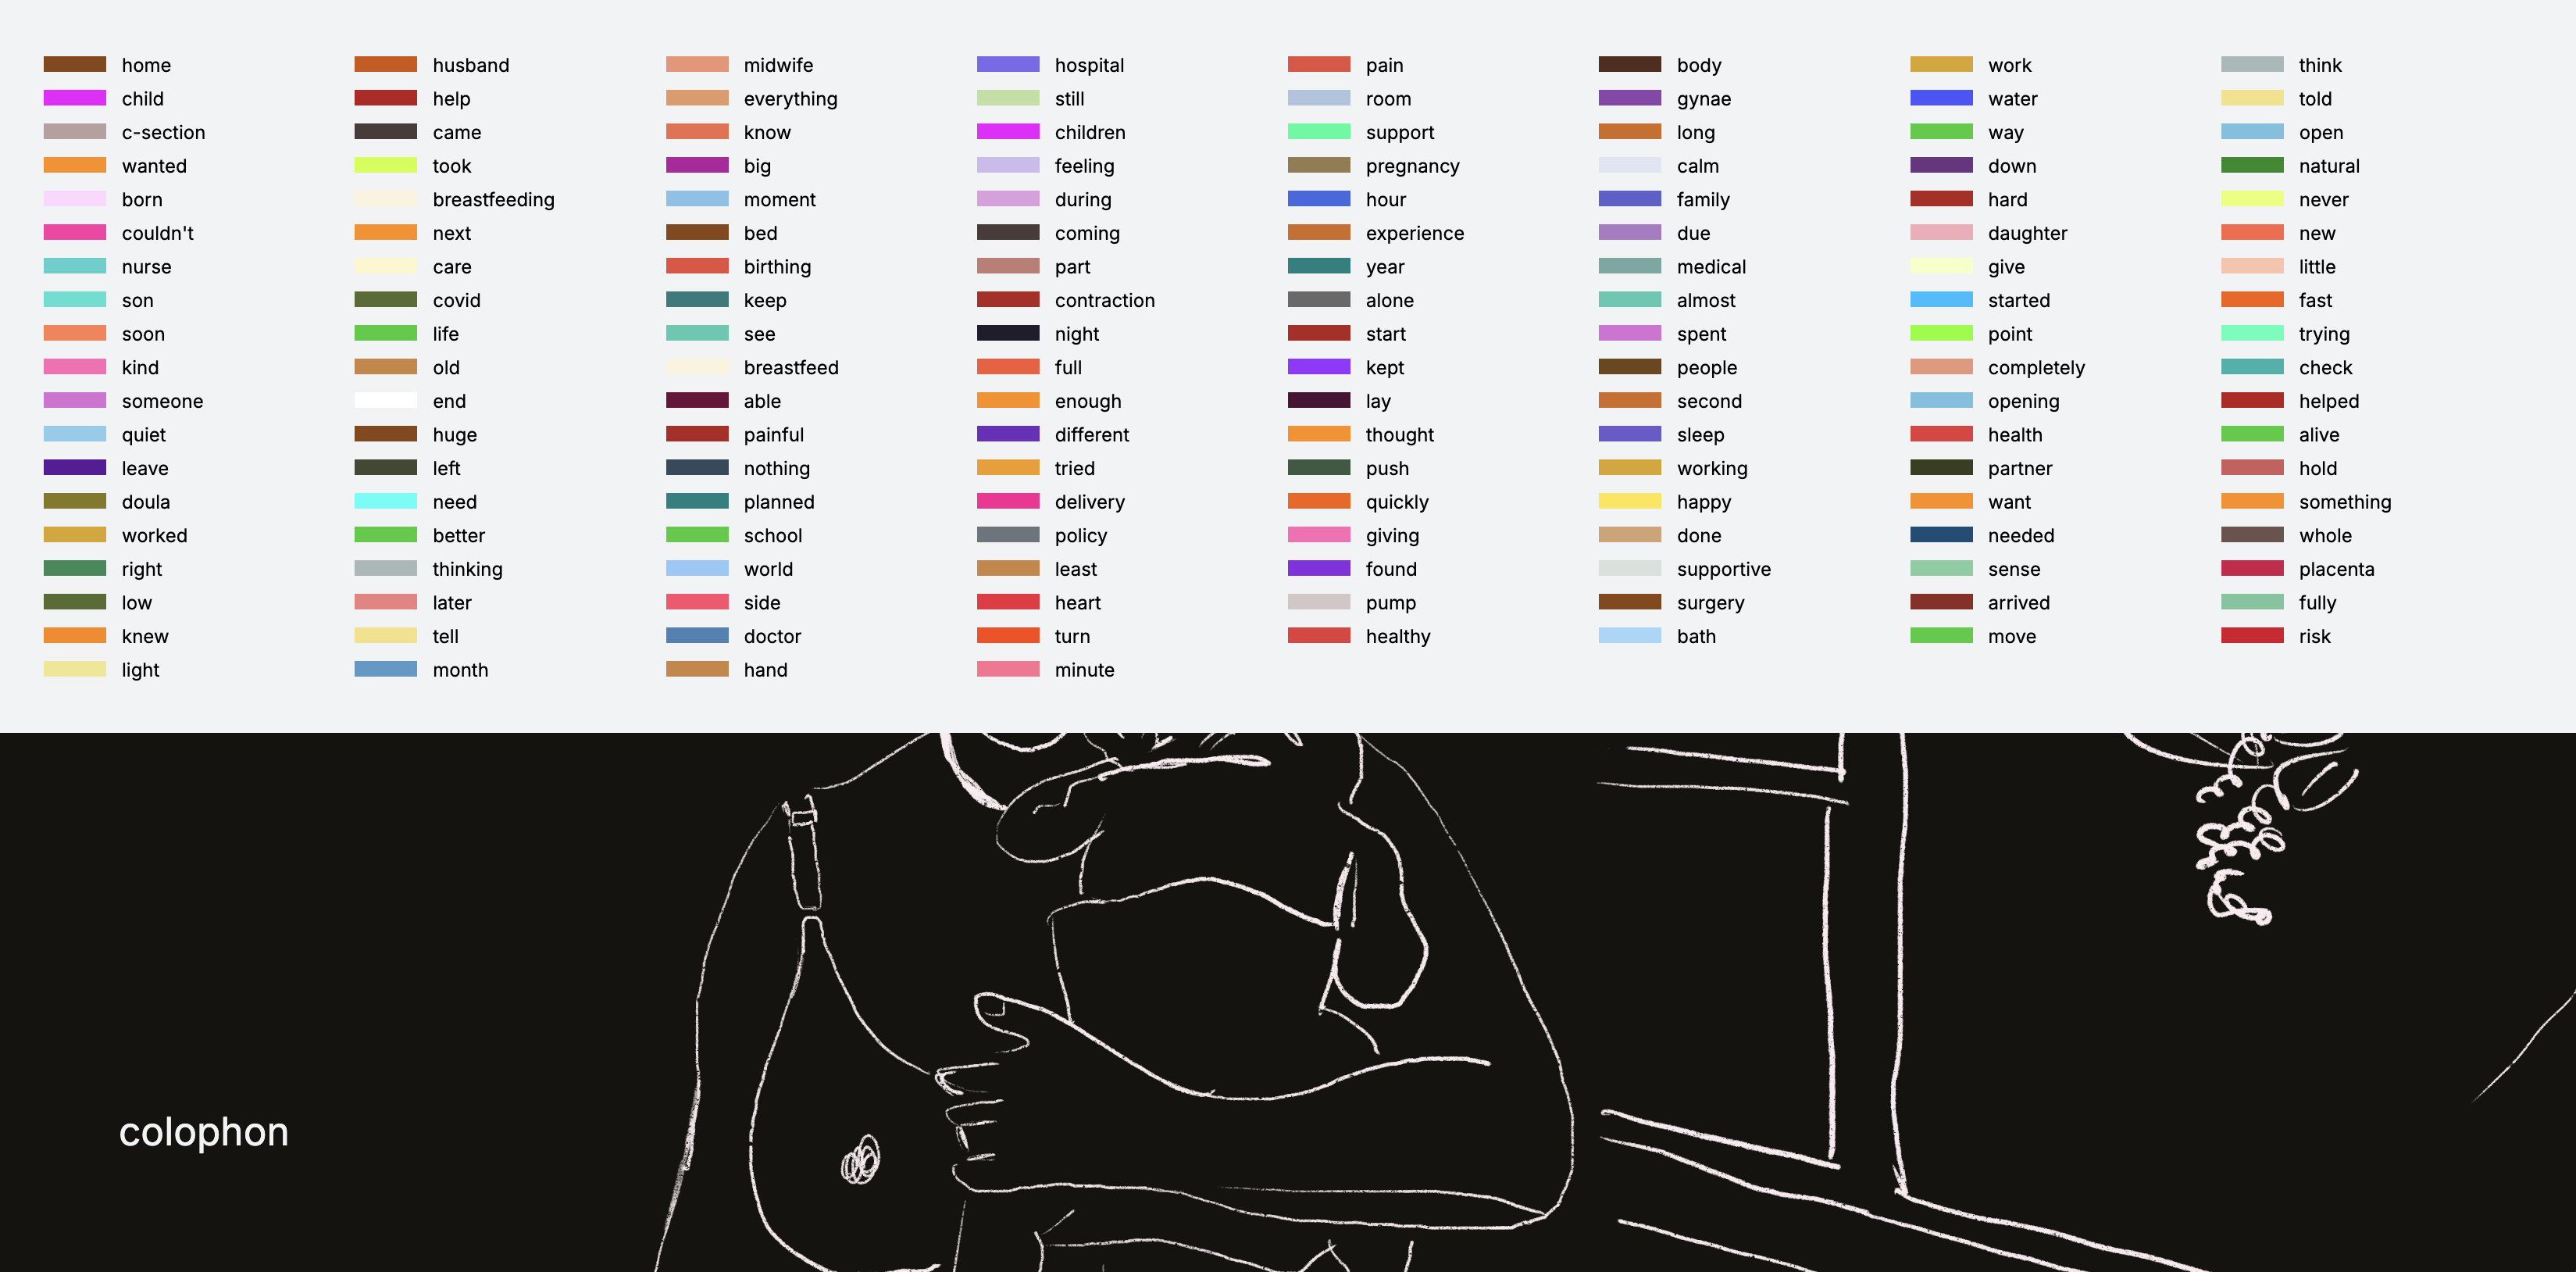 home husband midwife hospital pain body work think
child help everything still room gynae water told
c-section came know children support long way open
wanted took big feeling pregnancy calm down natural
born breastfeeding moment during hour family hard never
couldn't next bed coming experience due daughter new
nurse care birthing part year medical give little
son covid keep contraction alone almost started fast
soon life see night start spent point trying
kind old breastfeed full kept people completely check
someone end able enough lay second opening helped
quiet huge painful different thought sleep health alive
leave left nothing tried push working partner hold
doula need planned delivery quickly happy want something
worked better school policy giving done needed whole
right thinking world least found supportive sense placenta
low later side heart pump surgery arrived fully
knew tell doctor turn healthy bath move risk
light month hand minute
colophon